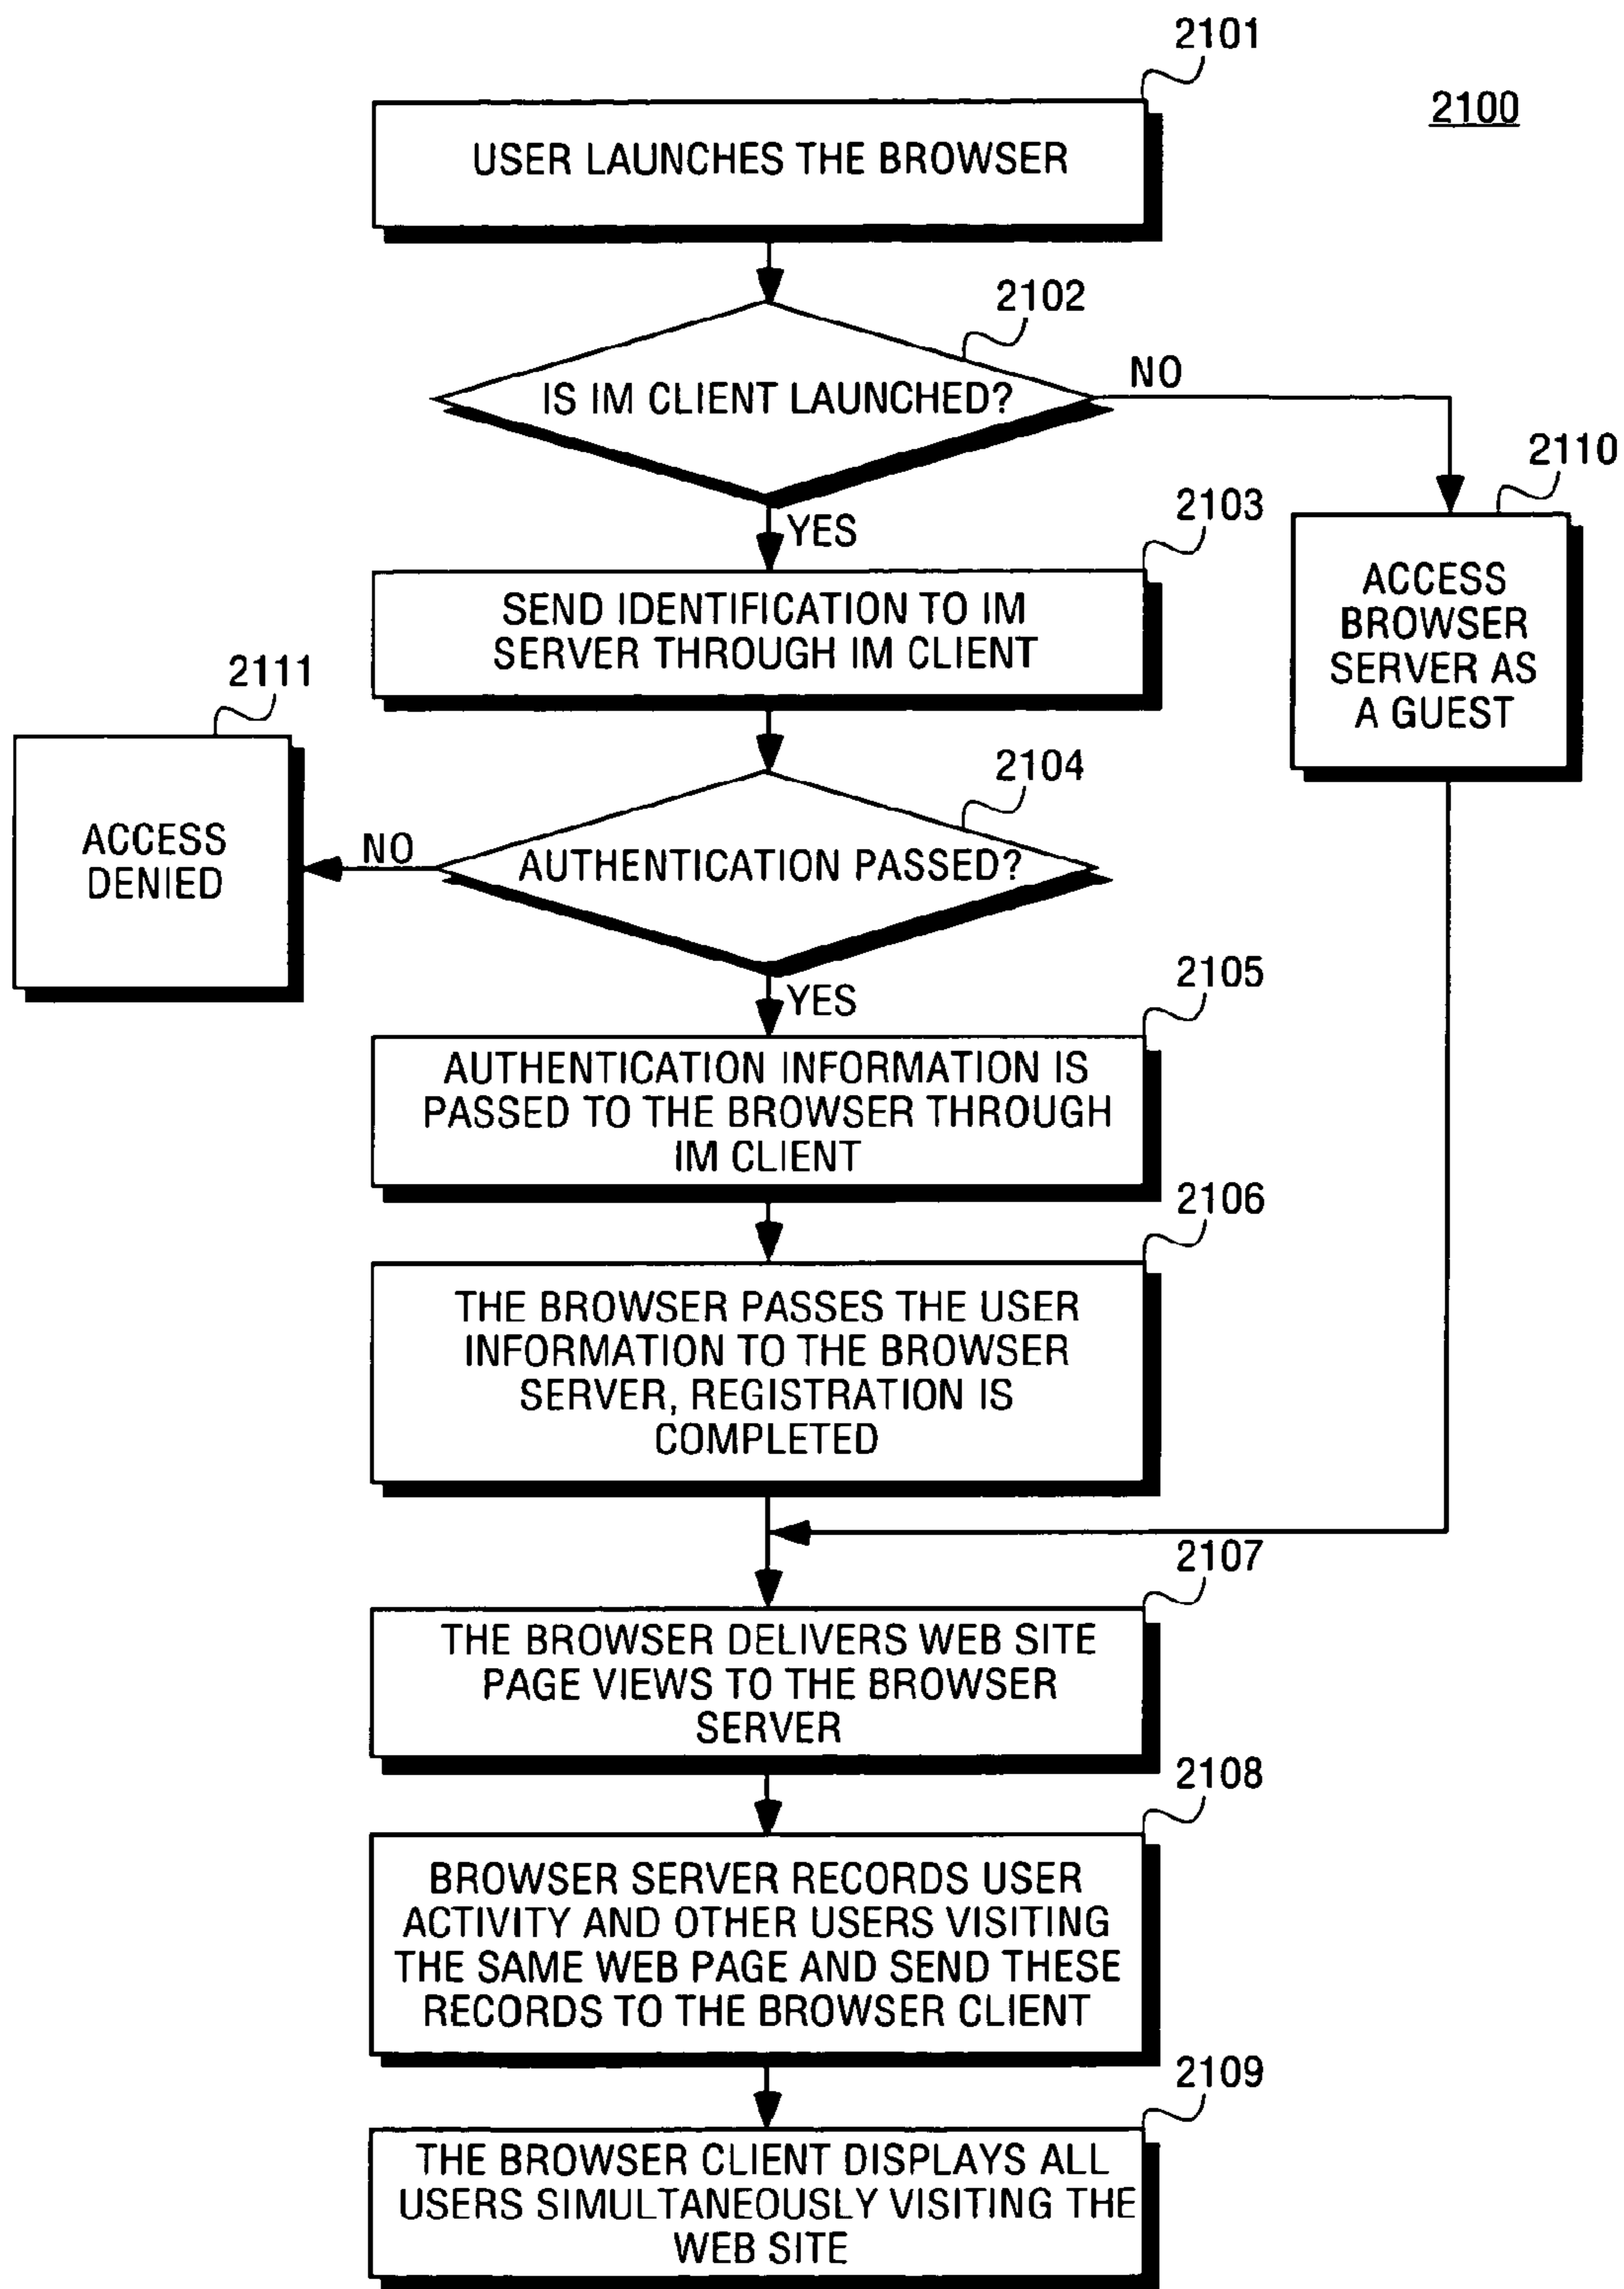 2101
2100
USER LAUNCHES THE BROWSER
2102
IS IM CLIENT LAUNCHED?
NO
2110
ACCESS
BROWSER
SERVER AS
A GUEST
YES
2103
SEND IDENTIFICATION TO IM
SERVER THROUGH IM CLIENT
2104
AUTHENTICATION PASSED?
NO
2111
ACCESS
DENIED
YES
2105
AUTHENTICATION INFORMATION IS
PASSED TO THE BROWSER THROUGH
IM CLIENT
2106
THE BROWSER PASSES THE USER
INFORMATION TO THE BROWSER
SERVER, REGISTRATION IS
COMPLETED
2107
THE BROWSER DELIVERS WEB SITE
PAGE VIEWS TO THE BROWSER
SERVER
2108
BROWSER SERVER RECORDS USER
ACTIVITY AND OTHER USERS VISITING
THE SAME WEB PAGE AND SEND THESE
RECORDS TO THE BROWSER CLIENT
2109
THE BROWSER CLIENT DISPLAYS ALL
USERS SIMULTANEOUSLY VISITING THE
WEB SITE